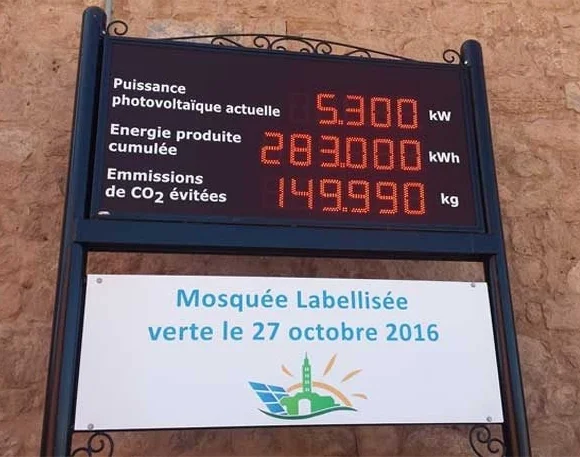 Puissance
photovoltaïque actuelle 5.300 kW
Energie produite
cumulée 283.000 kWh
Emmissions
de CO2 évitées 149.990 kg
Mosquée Labellisée
verte le 27 octobre 2016